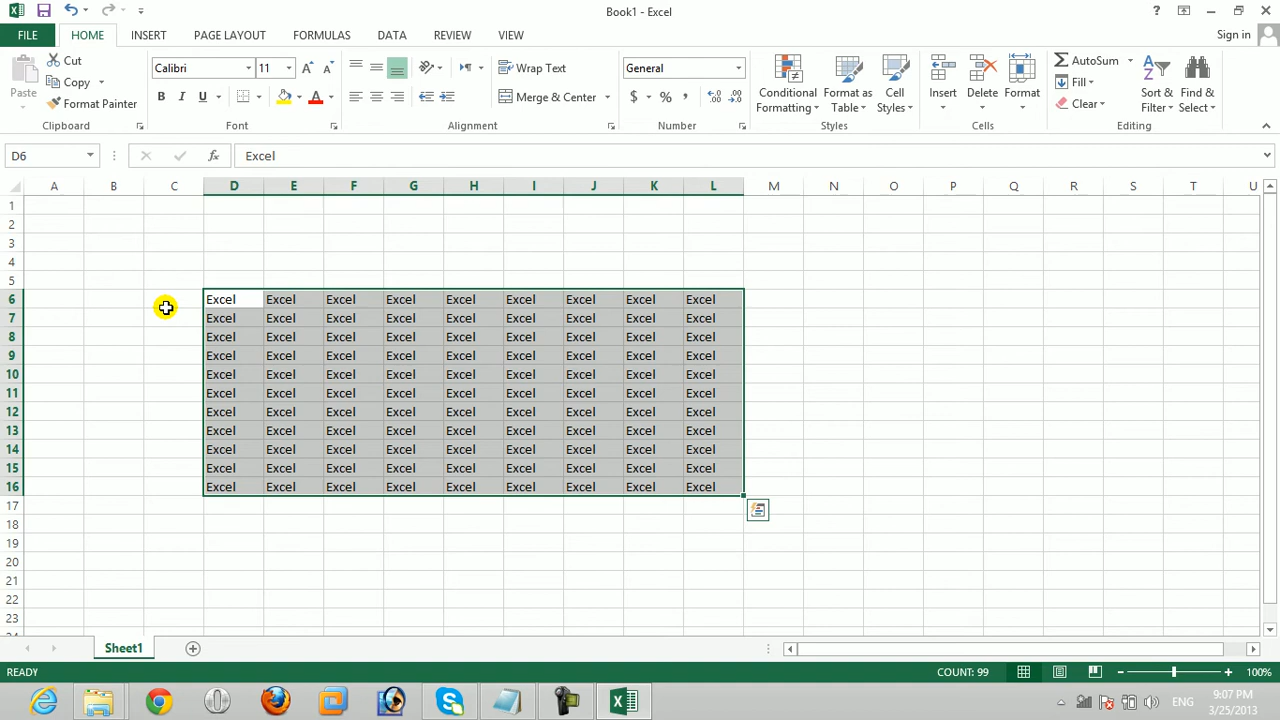 Book1 - Excel
?
FILE HOME INSERT PAGE LAYOUT FORMULAS DATA REVIEW VIEW Sign in
Paste Cut Copy Format Painter
Calibri 11 B I U A
Wrap Text Merge & Center
General $ % ,
Conditional Formatting Format as Table Cell Styles
Insert Delete Format
AutoSum Fill Clear Sort & Filter Find & Select
Clipboard Font Alignment Number Styles Cells Editing
D6 fx Excel
A B C D E F G H I J K L M N O P Q R S T U
1
2
3
4
5
6 Excel Excel Excel Excel Excel Excel Excel Excel Excel
7 Excel Excel Excel Excel Excel Excel Excel Excel Excel
8 Excel Excel Excel Excel Excel Excel Excel Excel Excel
9 Excel Excel Excel Excel Excel Excel Excel Excel Excel
10 Excel Excel Excel Excel Excel Excel Excel Excel Excel
11 Excel Excel Excel Excel Excel Excel Excel Excel Excel
12 Excel Excel Excel Excel Excel Excel Excel Excel Excel
13 Excel Excel Excel Excel Excel Excel Excel Excel Excel
14 Excel Excel Excel Excel Excel Excel Excel Excel Excel
15 Excel Excel Excel Excel Excel Excel Excel Excel Excel
16 Excel Excel Excel Excel Excel Excel Excel Excel Excel
17
18
19
20
21
22
23
Sheet1
READY COUNT: 99 100%
ENG 9:07 PM
3/25/2013